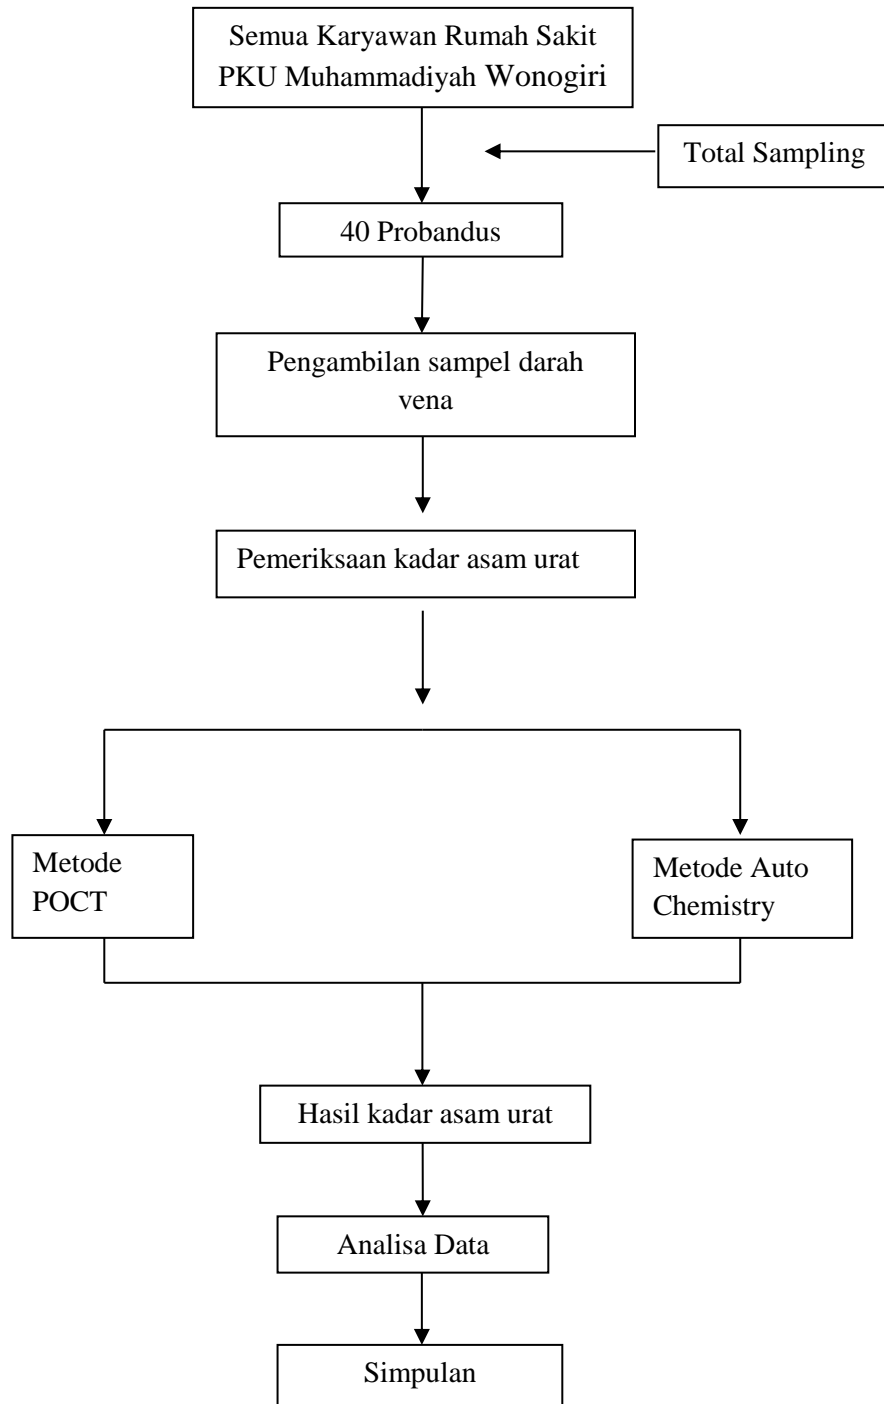 Semua Karyawan Rumah Sakit
PKU Muhammadiyah Wonogiri
Total Sampling
40 Probandus
Pengambilan sampel darah
vena
Pemeriksaan kadar asam urat
Metode
POCT
Metode Auto
Chemistry
Hasil kadar asam urat
Analisa Data
Simpulan